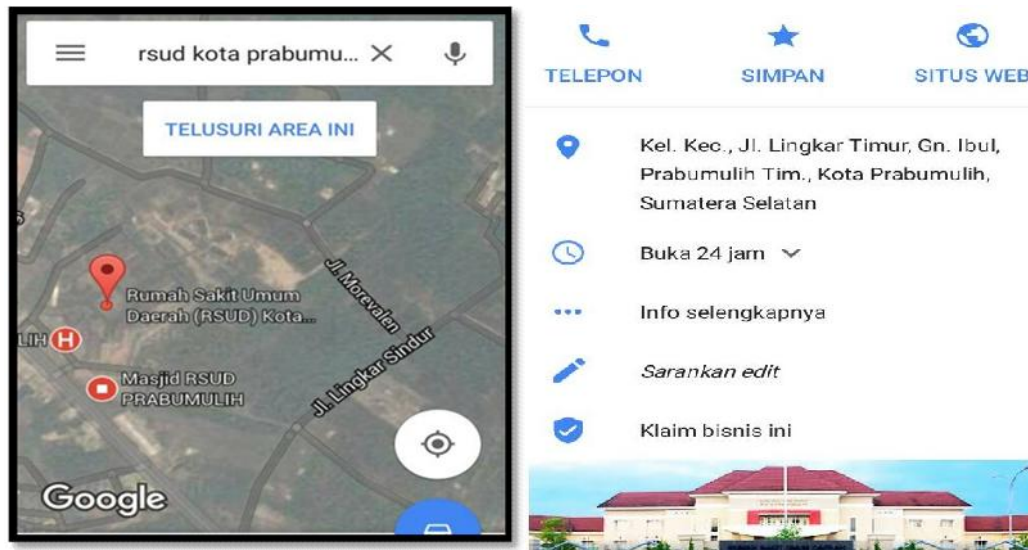 rsud kota prabumu...
TELUSURI AREA INI
Jl. Morevalen
Rumah Sakit Umum
Daerah (RSUD) Kota...
LIH
H
Jl. Lingkar Sindur
Masjid RSUD
PRABUMULIH
Google
TELEPON
SIMPAN
SITUS WEB
Kel. Kec., Jl. Lingkar Timur, Gn. Ibul,
Prabumulih Tim., Kota Prabumulih,
Sumatera Selatan
Buka 24 jam
Info selengkapnya
Sarankan edit
Klaim bisnis ini